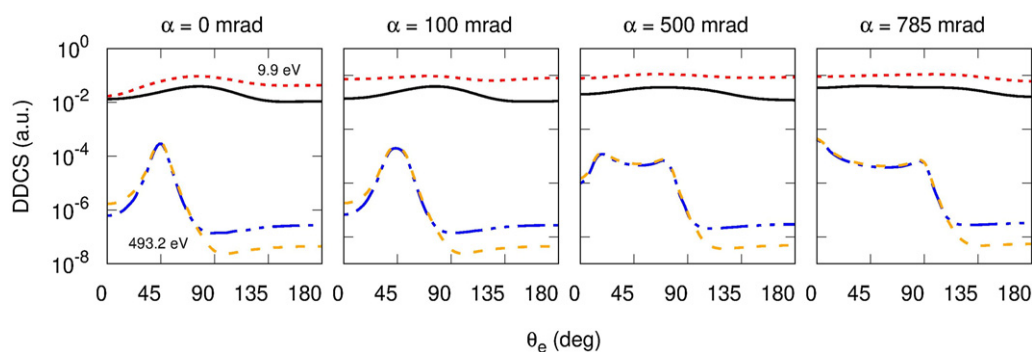 α = 0 mrad α = 100 mrad α = 500 mrad α = 785 mrad
10^0
10^-2
10^-4
10^-6
10^-8
DDCS (a.u.)
9.9 eV
493.2 eV
0 45 90 135 180 0 45 90 135 180 0 45 90 135 180 0 45 90 135 180
θ_e (deg)